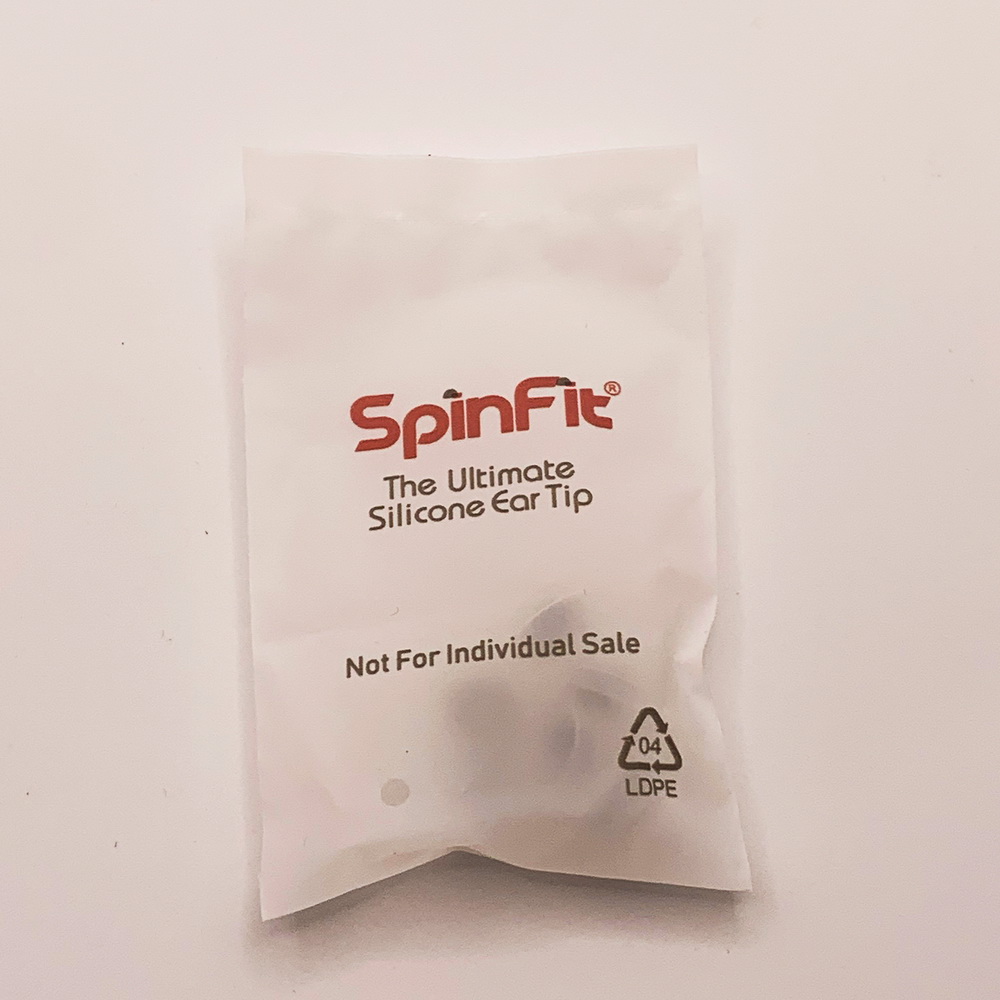 SpinFit®
The Ultimate
Silicone Ear Tip
Not For Individual Sale
04
LDPE